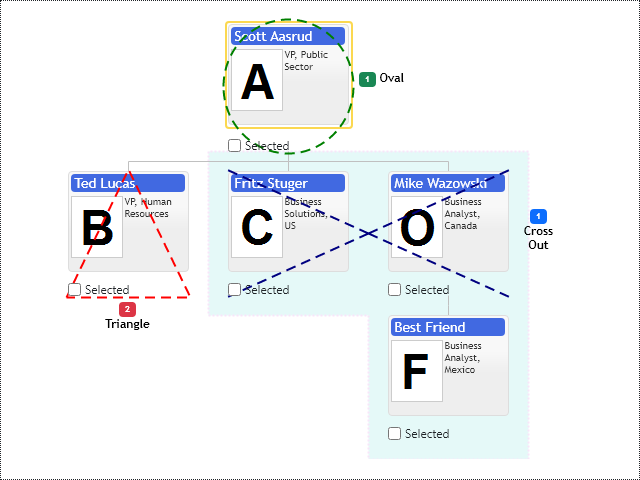 Scott Aasrud
A
VP, Public
Sector
1 Oval
Selected
Ted Lucas
B
VP, Human
Resources
Selected
2
Triangle
Fritz Stuger
C
Business
Solutions,
US
Selected
Mike Wazowski
O
Business
Analyst,
Canada
Selected
1
Cross
Out
Best Friend
F
Business
Analyst,
Mexico
Selected